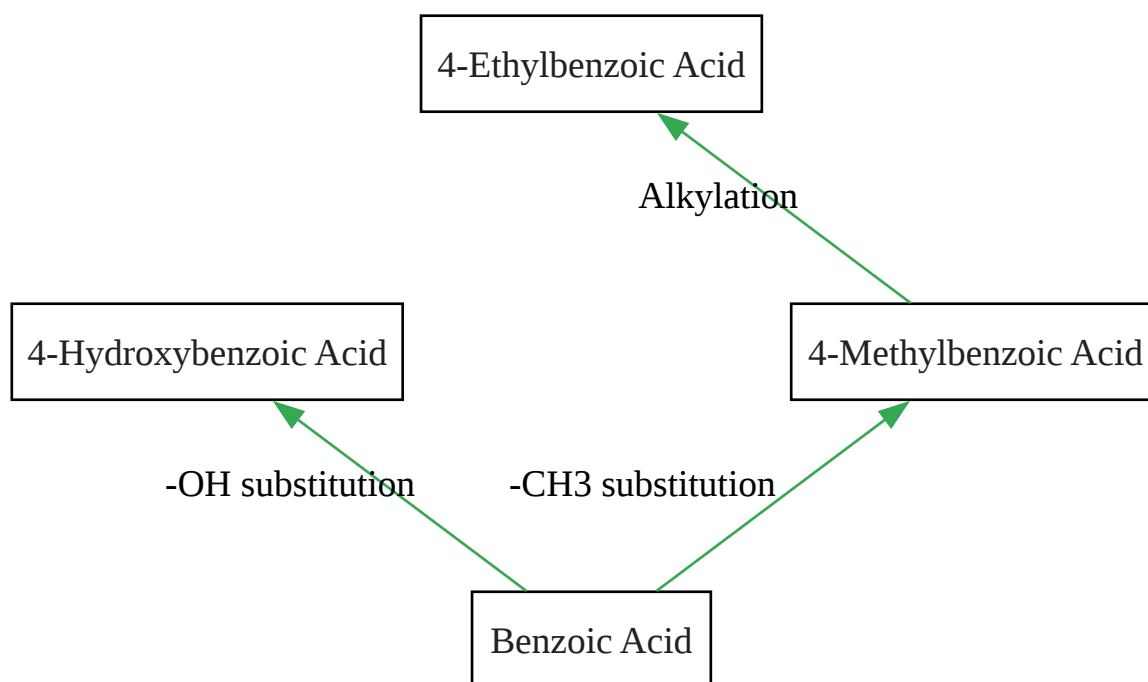 4-Ethylbenzoic Acid
Alkylation
4-Hydroxybenzoic Acid
4-Methylbenzoic Acid
-OH substitution
-CH3 substitution
Benzoic Acid